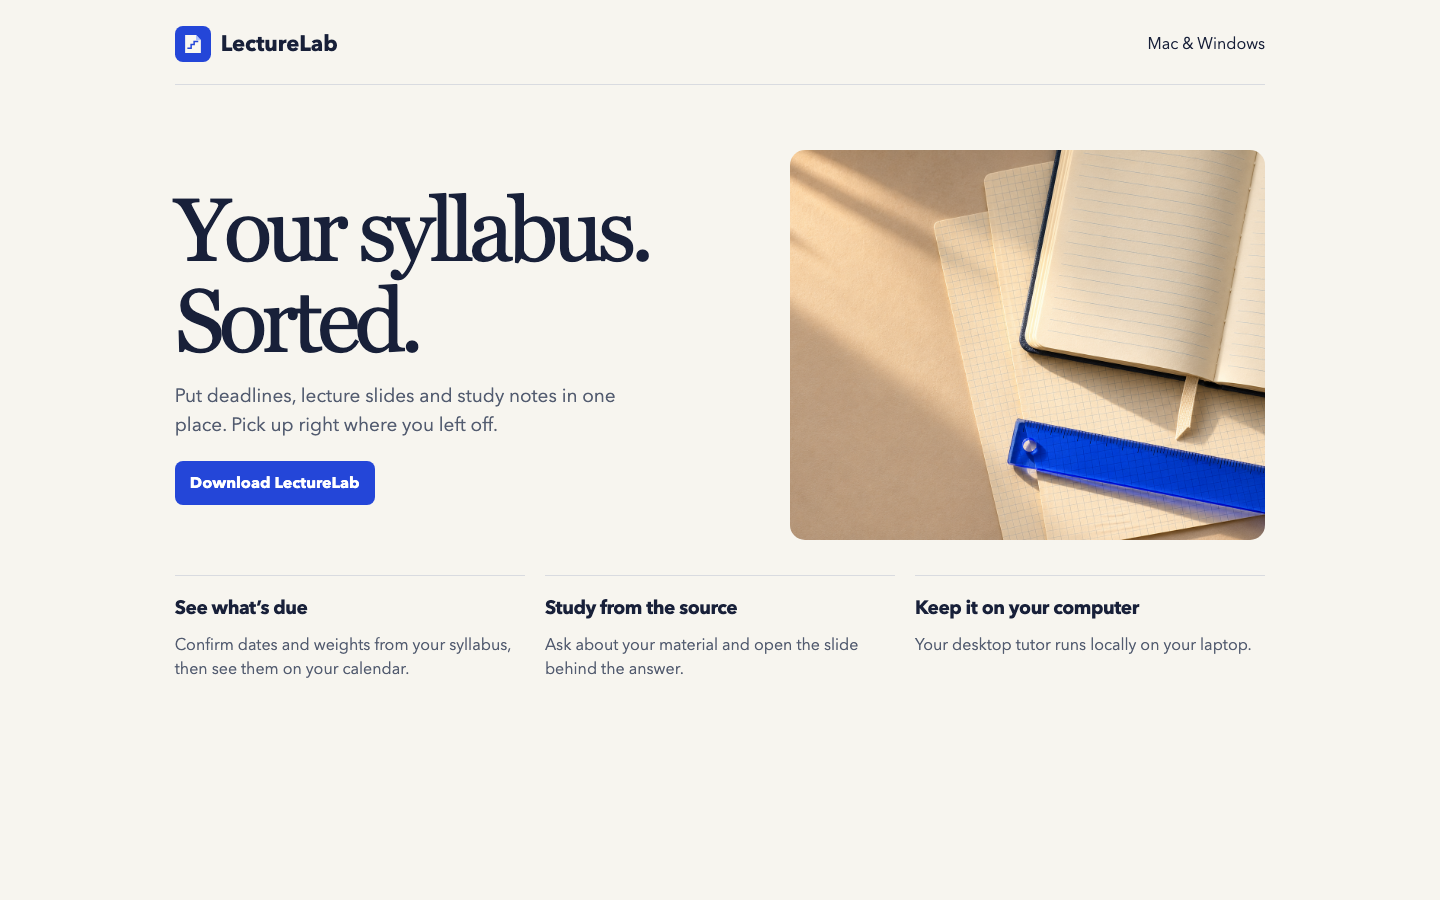 LectureLab
Mac & Windows
Your syllabus.
Sorted.
Put deadlines, lecture slides and study notes in one
place. Pick up right where you left off.
Download LectureLab
See what’s due
Confirm dates and weights from your syllabus,
then see them on your calendar.
Study from the source
Ask about your material and open the slide
behind the answer.
Keep it on your computer
Your desktop tutor runs locally on your laptop.